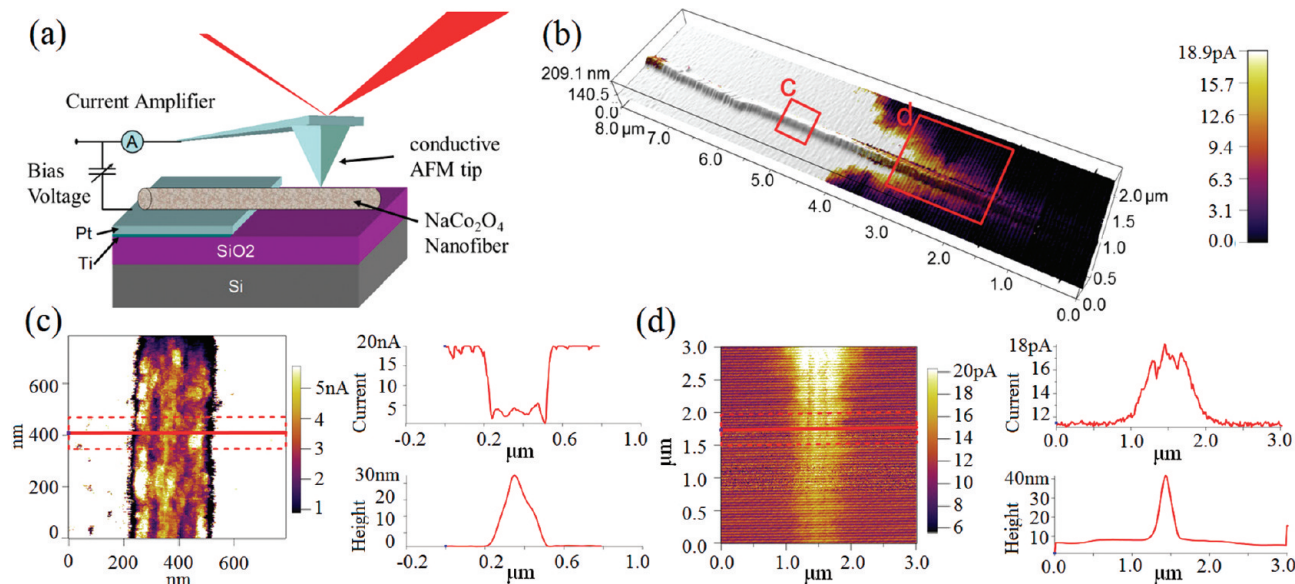 (a)
Current Amplifier
A
Bias
Voltage
conductive
AFM tip
NaCo₂O₄
Nanofiber
Pt
Ti
SiO2
Si
(b)
209.1 nm
140.5
0.0
8.0 µm
7.0
6.0
5.0
4.0
3.0
2.0
1.0
0.0
2.0 µm
1.5
1.0
0.5
0.0
c
d
18.9pA
15.7
12.6
9.4
6.3
3.1
0.0
(c)
nm
600
400
200
0
0 200 400 600
nm
5nA
4
3
2
1
20nA
15
10
5
Current
-0.2 0.2 0.6 1.0
µm
30nm
20
10
0
Height
-0.2 0.2 0.6 1.0
µm
(d)
3.0
2.5
2.0
1.5
1.0
0.5
0.0
µm
0.0 1.0 2.0 3.0
µm
20pA
18
16
14
12
10
8
6
18pA
16
14
12
Current
0.0 1.0 2.0 3.0
µm
40nm
30
20
10
Height
0.0 1.0 2.0 3.0
µm